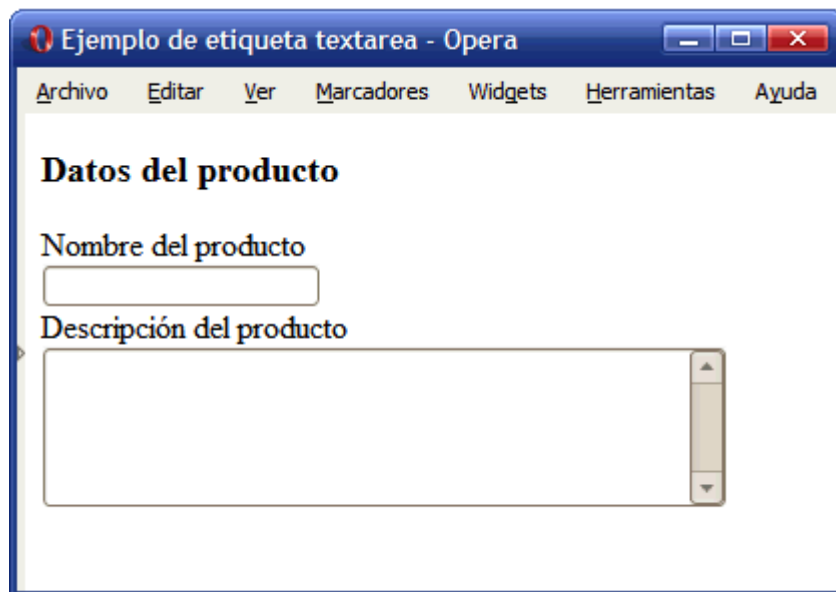 Ejemplo de etiqueta textarea - Opera
Archivo Editar Ver Marcadores Widgets Herramientas Ayuda
Datos del producto
Nombre del producto
Descripción del producto